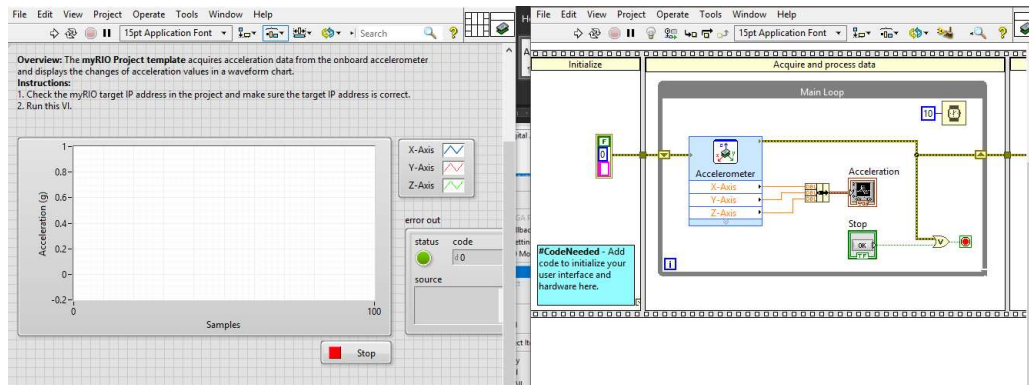 File Edit View Project Operate Tools Window Help
15pt Application Font
Search
Overview: The myRIO Project template acquires acceleration data from the onboard accelerometer
and displays the changes of acceleration values in a waveform chart.
Instructions:
1. Check the myRIO target IP address in the project and make sure the target IP address is correct.
2. Run this VI.
1-
0.8-
0.6-
0.4-
0.2-
0-
-0.2-
Acceleration (g)
0
100
Samples
X-Axis
Y-Axis
Z-Axis
error out
status code
d 0
source
Stop
File Edit View Project Operate Tools Window Help
15pt Application Font
Initialize
Acquire and process data
Main Loop
10
F
0
Accelerometer
X-Axis
Y-Axis
Z-Axis
Acceleration
Stop
OK
TF
V
i
#CodeNeeded - Add
code to initialize your
user interface and
hardware here.